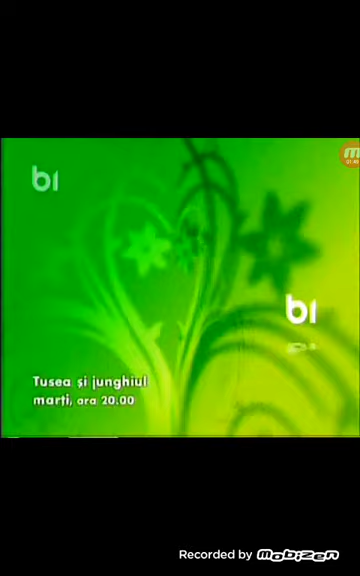 b1
b1
Tusea și junghiul
marți, ora 20.00
Recorded by mobizen